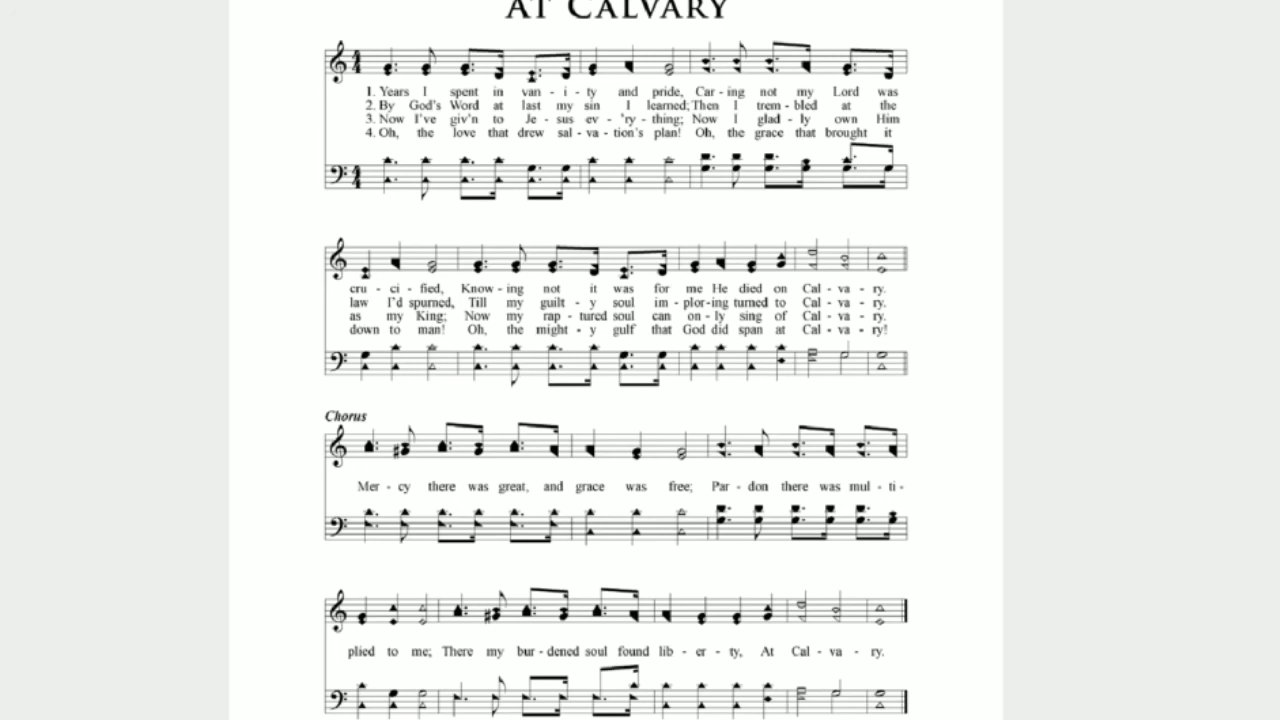 AT CALVARY
1. Years I spent in van - i - ty and pride, Car - ing not my Lord was
2. By God's Word at last my sin I learned; Then I trem - bled at the
3. Now I've giv'n to Je - sus ev - 'ry - thing; Now I glad - ly own Him
4. Oh, the love that drew sal - va - tion's plan! Oh, the grace that brought it
cru - ci - fied, Know - ing not it was for me He died on Cal - va - ry.
law I'd spurned, Till my guilt - y soul im - plor - ing turned to Cal - va - ry.
as my King; Now my rap - tured soul can on - ly sing of Cal - va - ry.
down to man! Oh, the might - y gulf that God did span at Cal - va - ry!
Chorus
Mer - cy there was great, and grace was free; Par - don there was mul - ti -
plied to me; There my bur - dened soul found lib - er - ty, At Cal - va - ry.